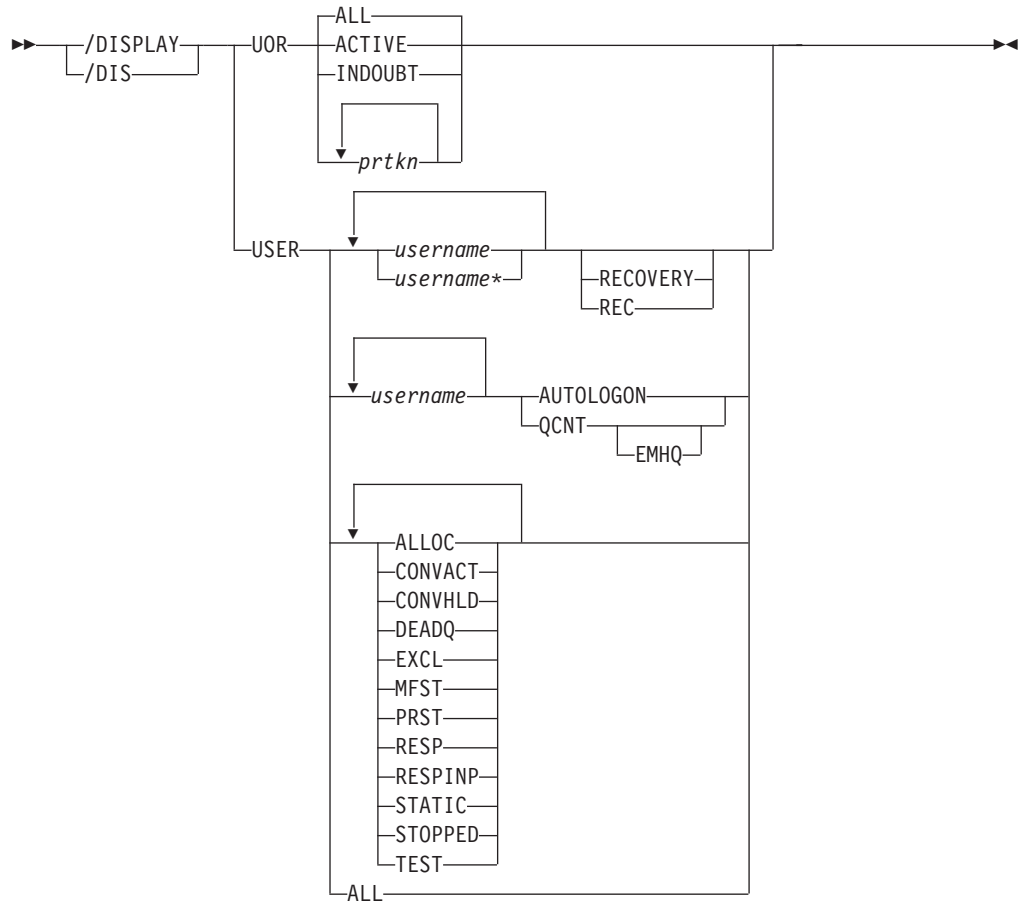 ALL
/DISPLAY UOR ACTIVE
/DIS INDOUBT
prtkn
USER username
username* RECOVERY
REC
username AUTOLOGON
QCNT
EMHQ
ALLOC
CONVACT
CONVHLD
DEADQ
EXCL
MFST
PRST
RESP
RESPINP
STATIC
STOPPED
TEST
ALL